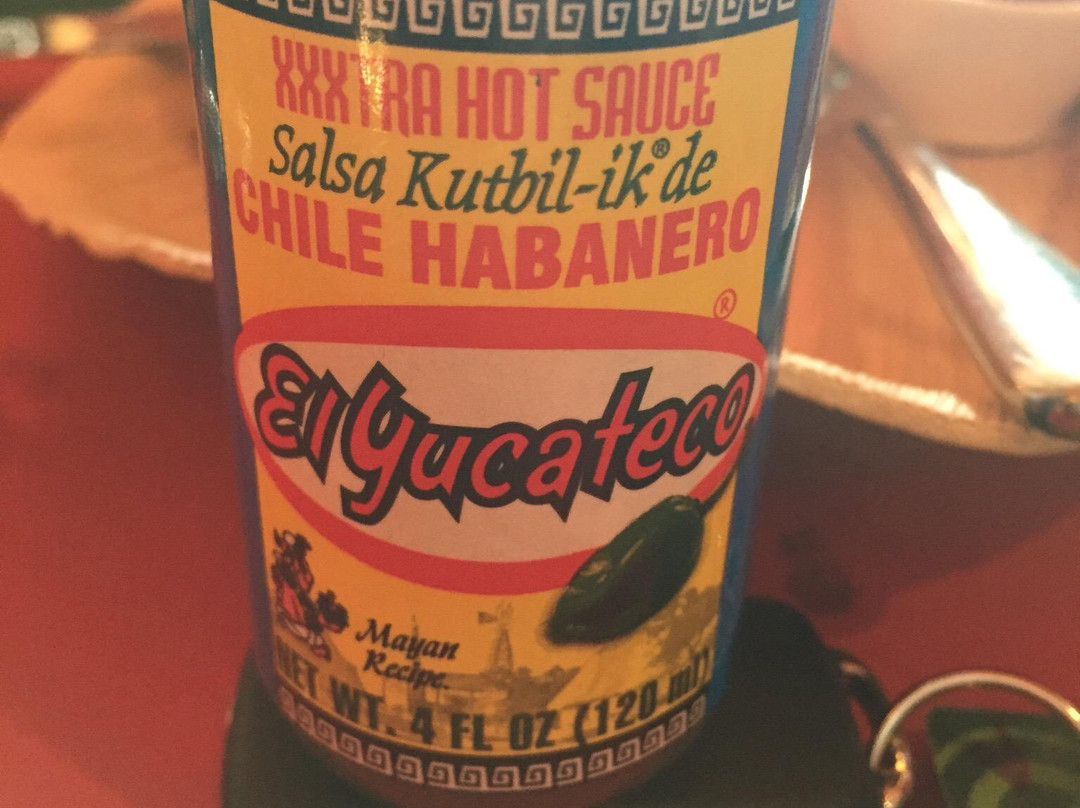 XXXTRA HOT SAUCE
Salsa Kutbil-ik® de
CHILE HABANERO
®
El Yucateco
Mayan
Recipe.
NET WT. 4 FL OZ (120 ml)